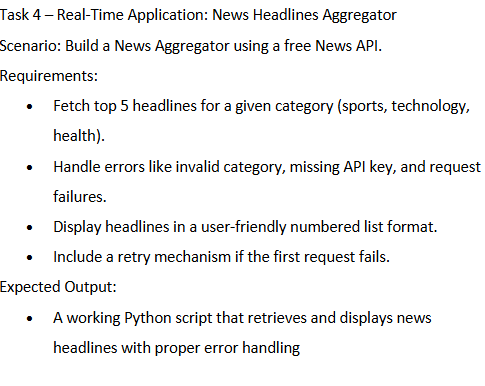 Task 4 – Real-Time Application: News Headlines Aggregator
Scenario: Build a News Aggregator using a free News API.
Requirements:
• Fetch top 5 headlines for a given category (sports, technology,
health).
• Handle errors like invalid category, missing API key, and request
failures.
• Display headlines in a user-friendly numbered list format.
• Include a retry mechanism if the first request fails.
Expected Output:
• A working Python script that retrieves and displays news
headlines with proper error handling